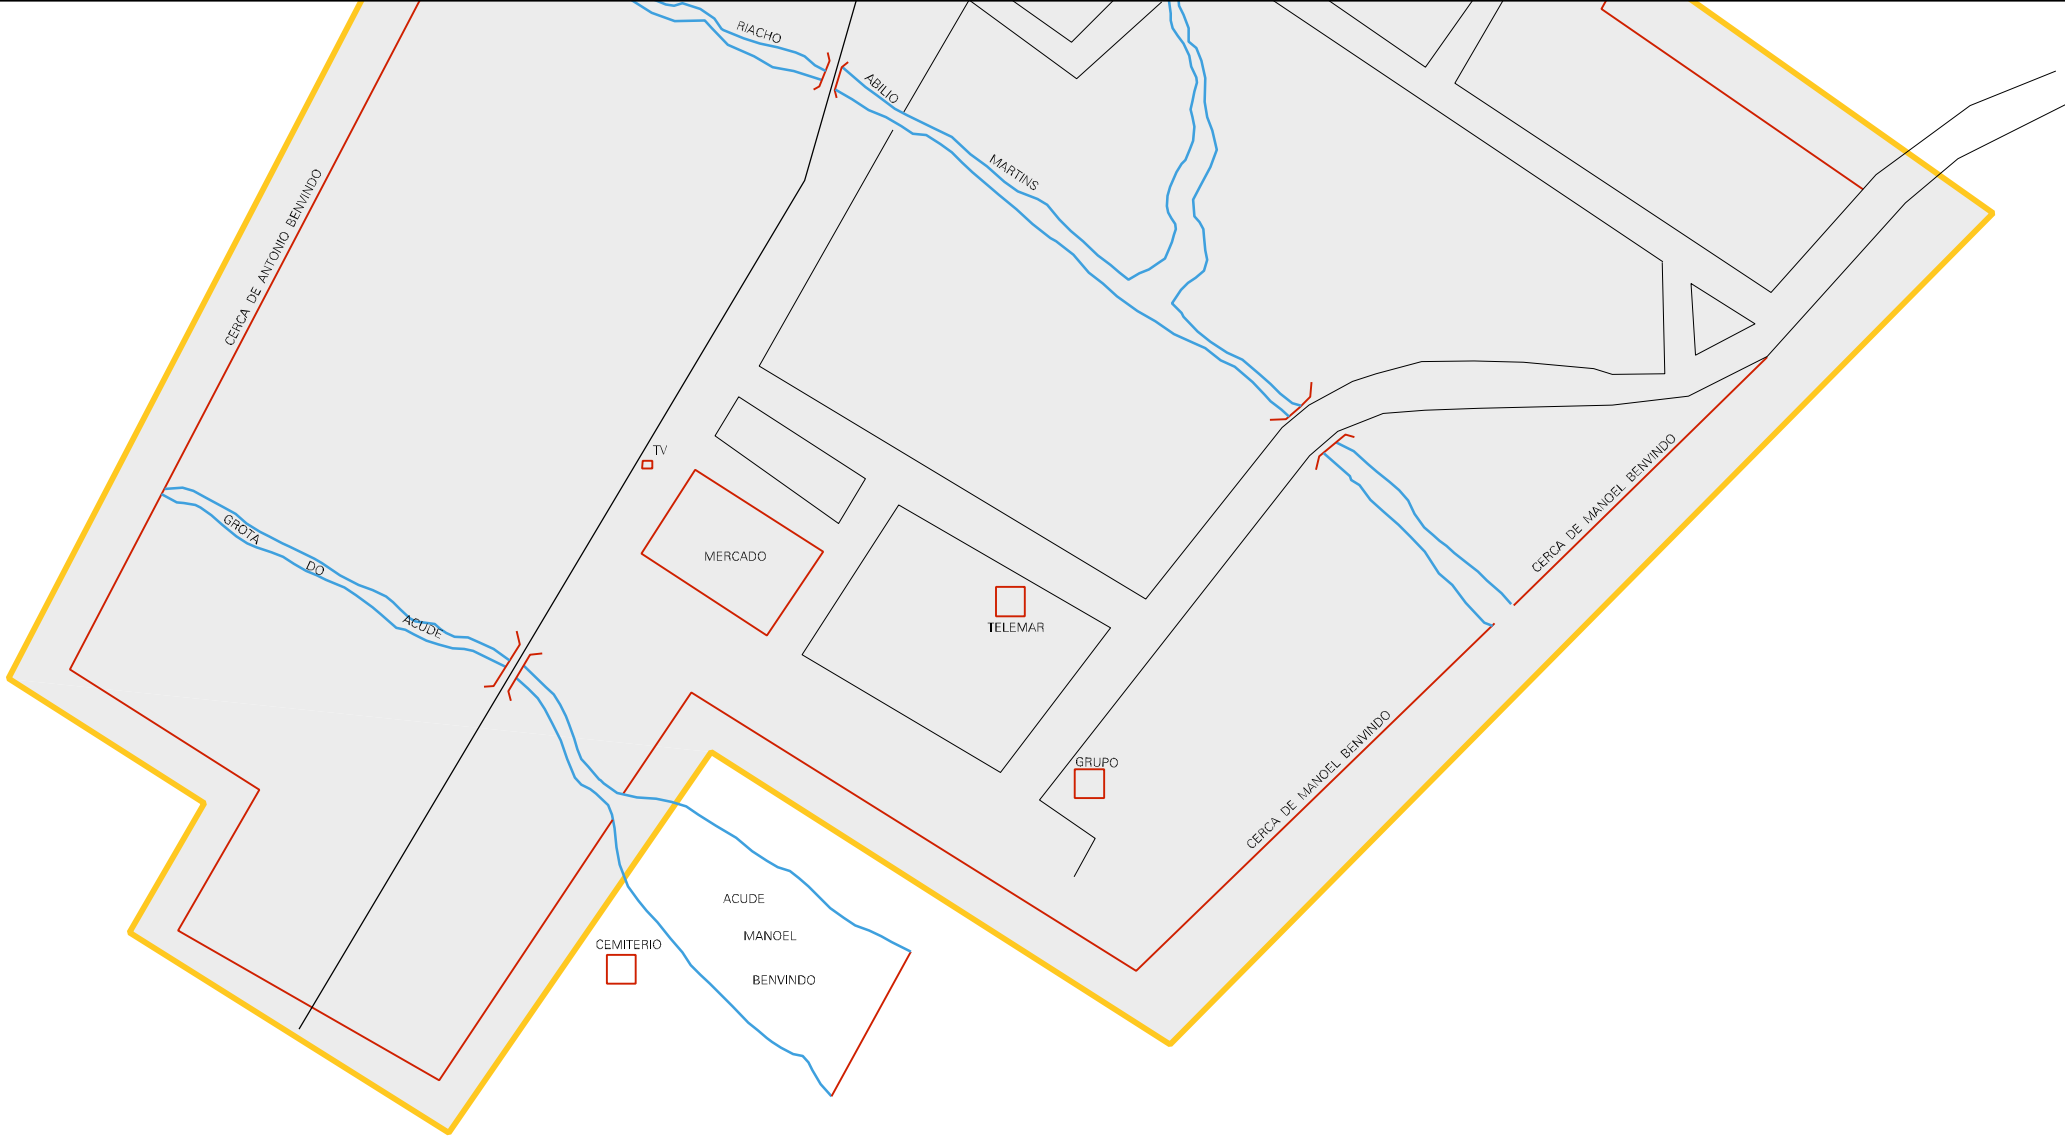 RIACHO
ABILIO
MARTINS
CERCA DE ANTONIO BENVINDO
TV
CERCA DE MANOEL BENVINDO
GROTA
DO
ACUDE
MERCADO
TELEMAR
GRUPO
CERCA DE MANOEL BENVINDO
ACUDE
MANOEL
CEMITERIO
BENVINDO